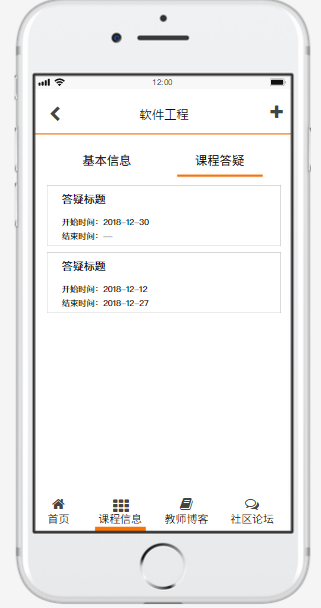 12:00
软件工程
基本信息
课程答疑
答疑标题
开始时间：2018-12-30
结束时间：—
答疑标题
开始时间：2018-12-12
结束时间：2018-12-27
首页
课程信息
教师博客
社区论坛